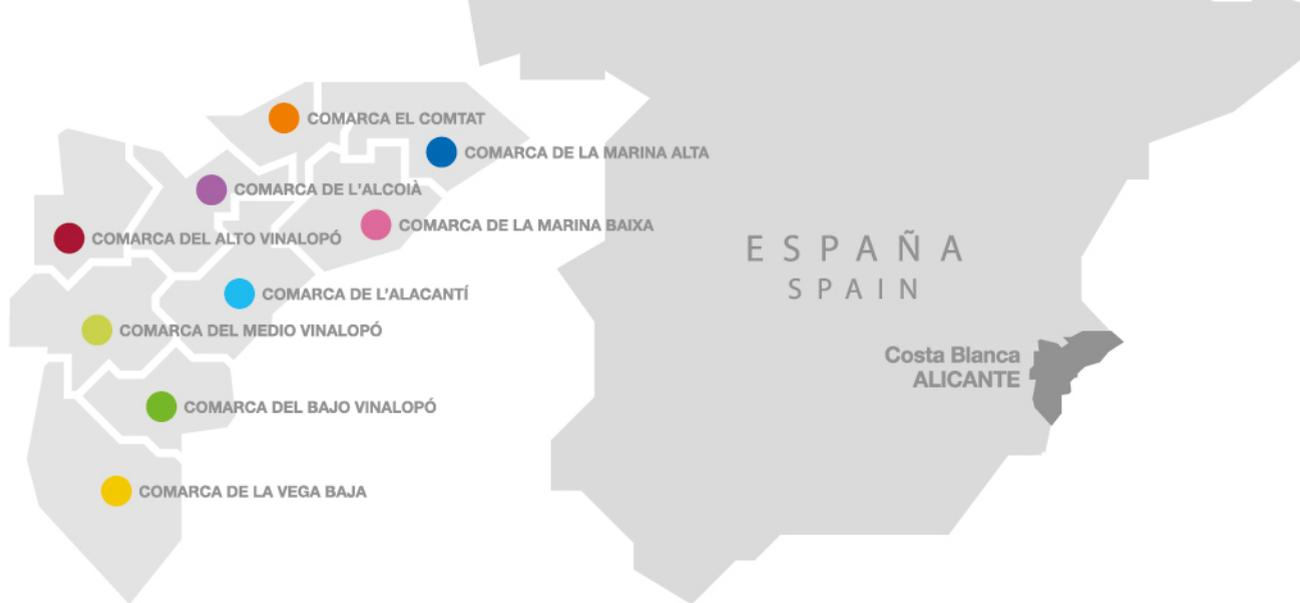 COMARCA EL COMTAT
COMARCA DE LA MARINA ALTA
COMARCA DE L'ALCOIÀ
COMARCA DE LA MARINA BAIXA
COMARCA DEL ALTO VINALOPÓ
COMARCA DE L'ALACANTÍ
COMARCA DEL MEDIO VINALOPÓ
COMARCA DEL BAJO VINALOPÓ
COMARCA DE LA VEGA BAJA
ESPAÑA
SPAIN
Costa Blanca
ALICANTE